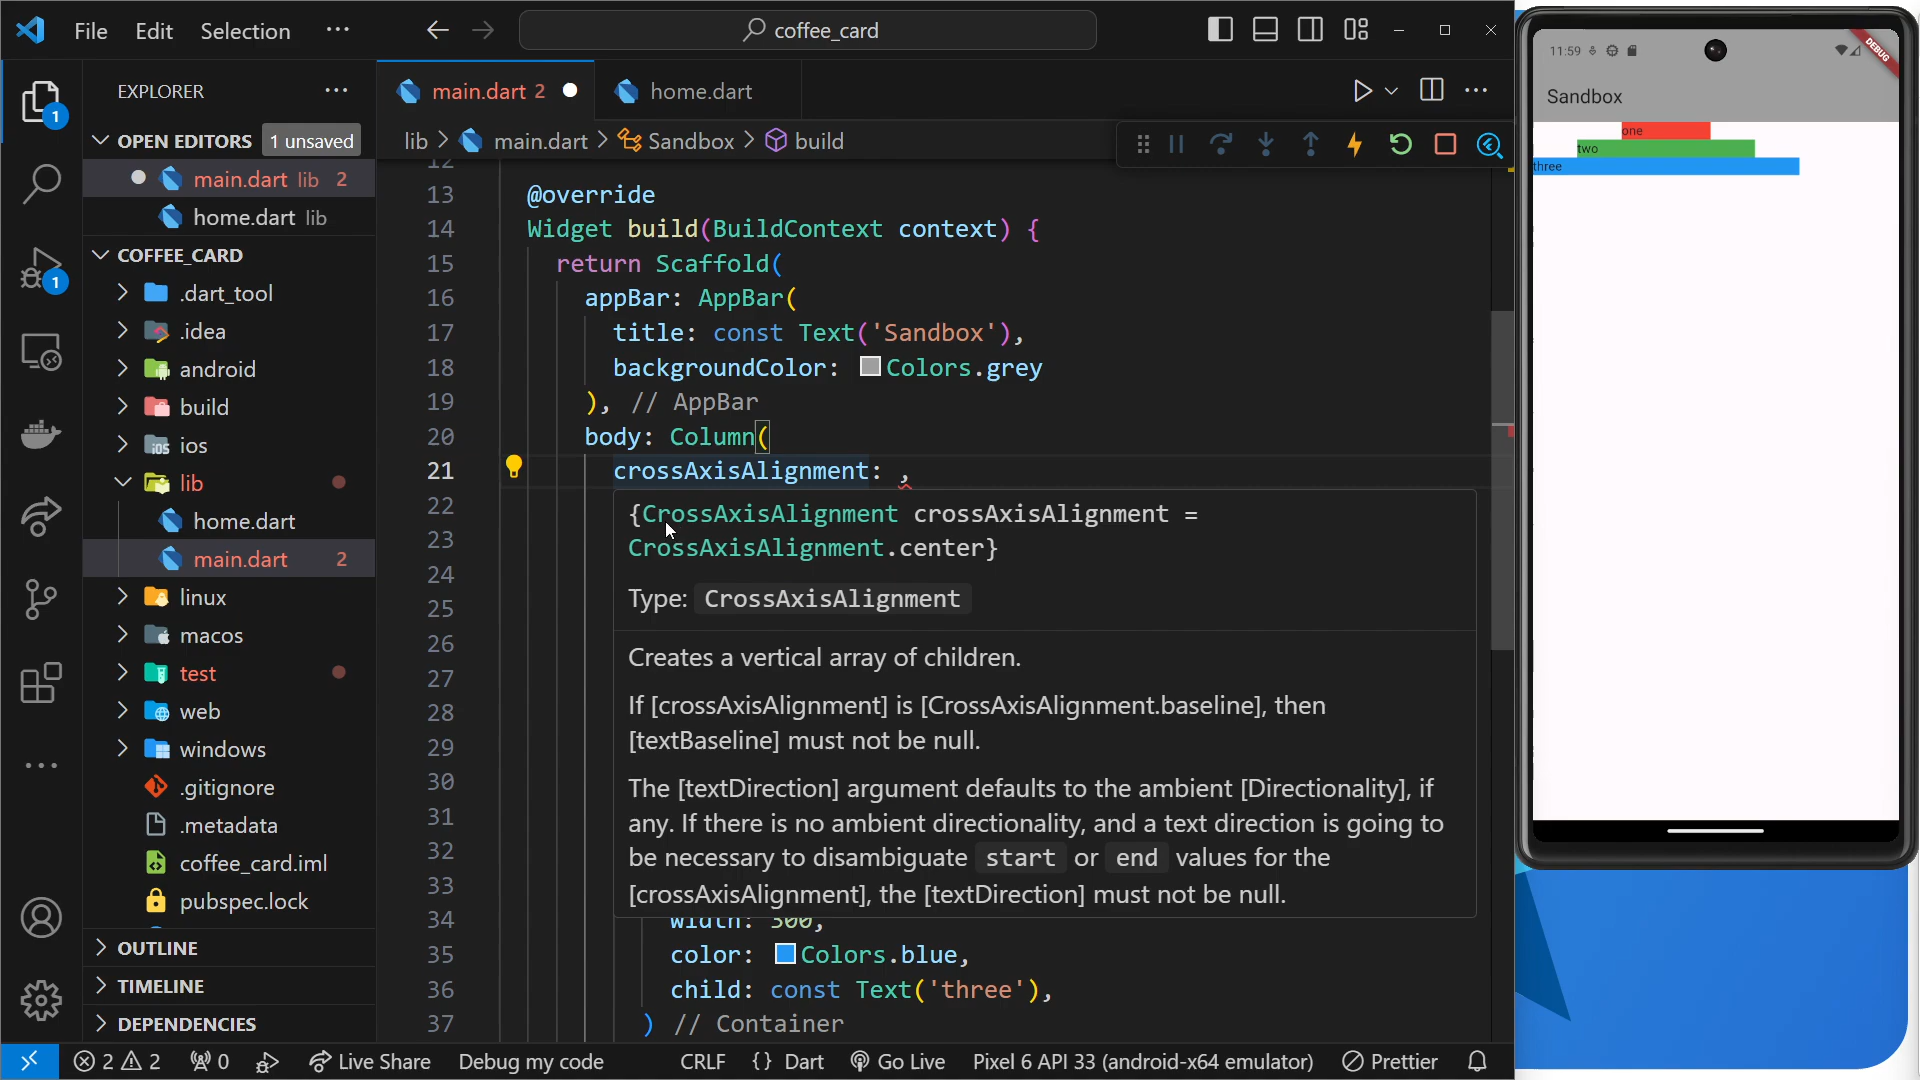 File Edit Selection ···
coffee_card
EXPLORER
OPEN EDITORS 1 unsaved
main.dart lib 2
home.dart lib
COFFEE_CARD
.dart_tool
.idea
android
build
ios
lib
home.dart
main.dart 2
linux
macos
test
web
windows
.gitignore
.metadata
coffee_card.iml
pubspec.lock
OUTLINE
TIMELINE
DEPENDENCIES
1
1
main.dart 2
home.dart
lib > main.dart > Sandbox > build
12
13 @override
14 Widget build(BuildContext context) {
15 return Scaffold(
16 appBar: AppBar(
17 title: const Text('Sandbox'),
18 backgroundColor: Colors.grey
19 ), // AppBar
20 body: Column(
21 crossAxisAlignment: ,
22
23
24
25
26
27
28
29
30
31
32
33
34 width: 300,
35 color: Colors.blue,
36 child: const Text('three'),
37 ) // Container
{CrossAxisAlignment crossAxisAlignment =
CrossAxisAlignment.center}
Type: CrossAxisAlignment
Creates a vertical array of children.
If [crossAxisAlignment] is [CrossAxisAlignment.baseline], then
[textBaseline] must not be null.
The [textDirection] argument defaults to the ambient [Directionality], if
any. If there is no ambient directionality, and a text direction is going to
be necessary to disambiguate start or end values for the
[crossAxisAlignment], the [textDirection] must not be null.
2 2 0 Live Share Debug my code CRLF {} Dart Go Live Pixel 6 API 33 (android-x64 emulator) Prettier
11:59
DEBUG
Sandbox
one
two
three